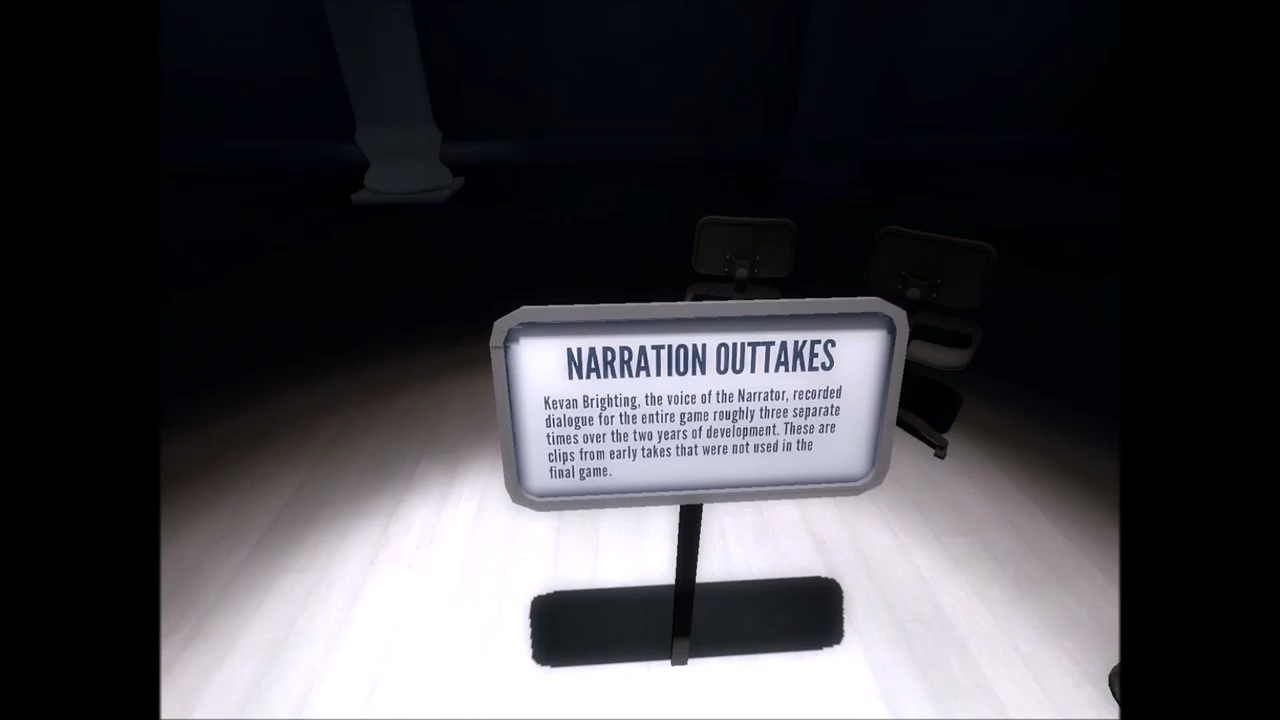 NARRATION OUTTAKES
Kevan Brighting, the voice of the Narrator, recorded
dialogue for the entire game roughly three separate
times over the two years of development. These are
clips from early takes that were not used in the
final game.